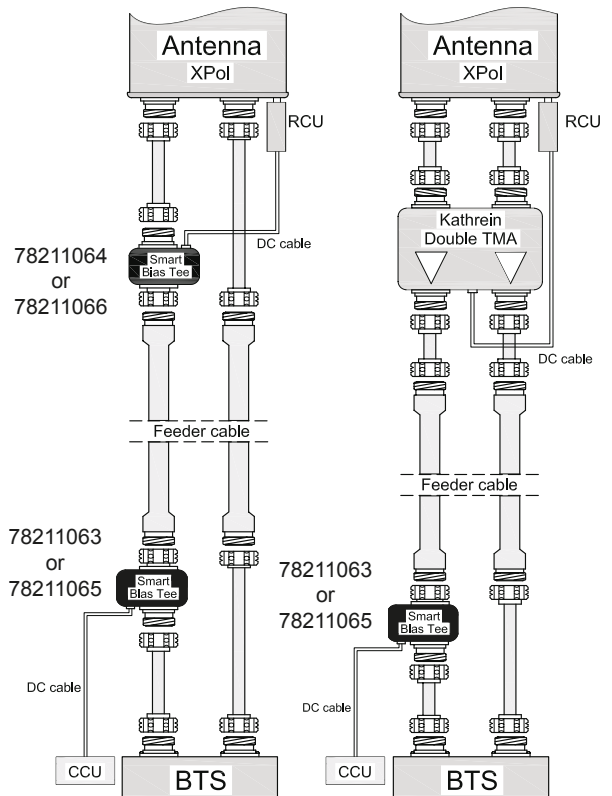 Antenna
XPol
RCU
DC cable
Smart
Bias Tee
78211064
or
78211066
Feeder cable
78211063
or
78211065
Smart
Bias Tee
DC cable
CCU
BTS
Antenna
XPol
RCU
Kathrein
Double TMA
DC cable
Feeder cable
78211063
or
78211065
Smart
Bias Tee
DC cable
CCU
BTS